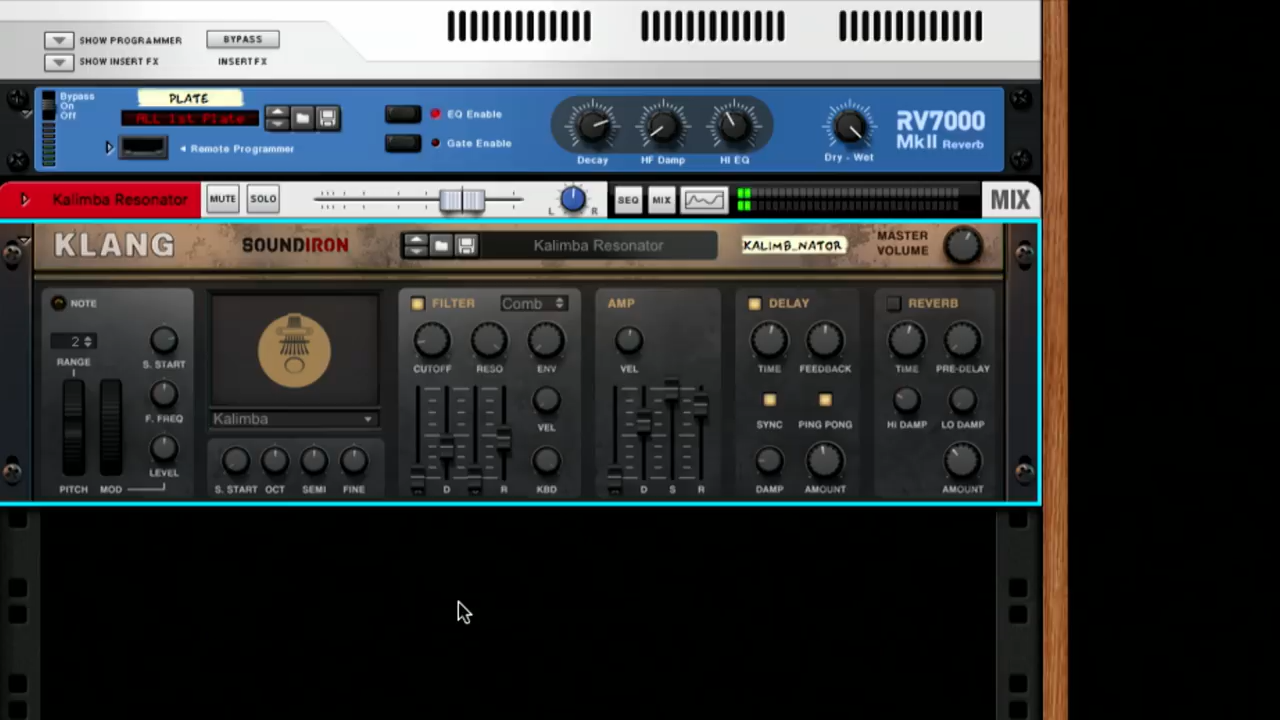 SHOW PROGRAMMER
BYPASS
SHOW INSERT FX
INSERT FX
Bypass
On
Off
PLATE
ALL 1st Plate
EQ Enable
Remote Programmer
Gate Enable
Decay
HF Damp
HI EQ
Dry - Wet
RV7000
MkII Reverb
Kalimba Resonator
MUTE
SOLO
L
R
SEQ
MIX
MIX
KLANG
SOUNDIRON
Kalimba Resonator
KALIMB_NATOR
MASTER
VOLUME
NOTE
2
RANGE
S. START
F. FREQ
LEVEL
PITCH
MOD
Kalimba
S. START
OCT
SEMI
FINE
FILTER
Comb
CUTOFF
RESO
ENV
VEL
D
R
KBD
AMP
VEL
D
S
R
DELAY
TIME
FEEDBACK
SYNC
PING PONG
DAMP
AMOUNT
REVERB
TIME
PRE-DELAY
HI DAMP
LO DAMP
AMOUNT